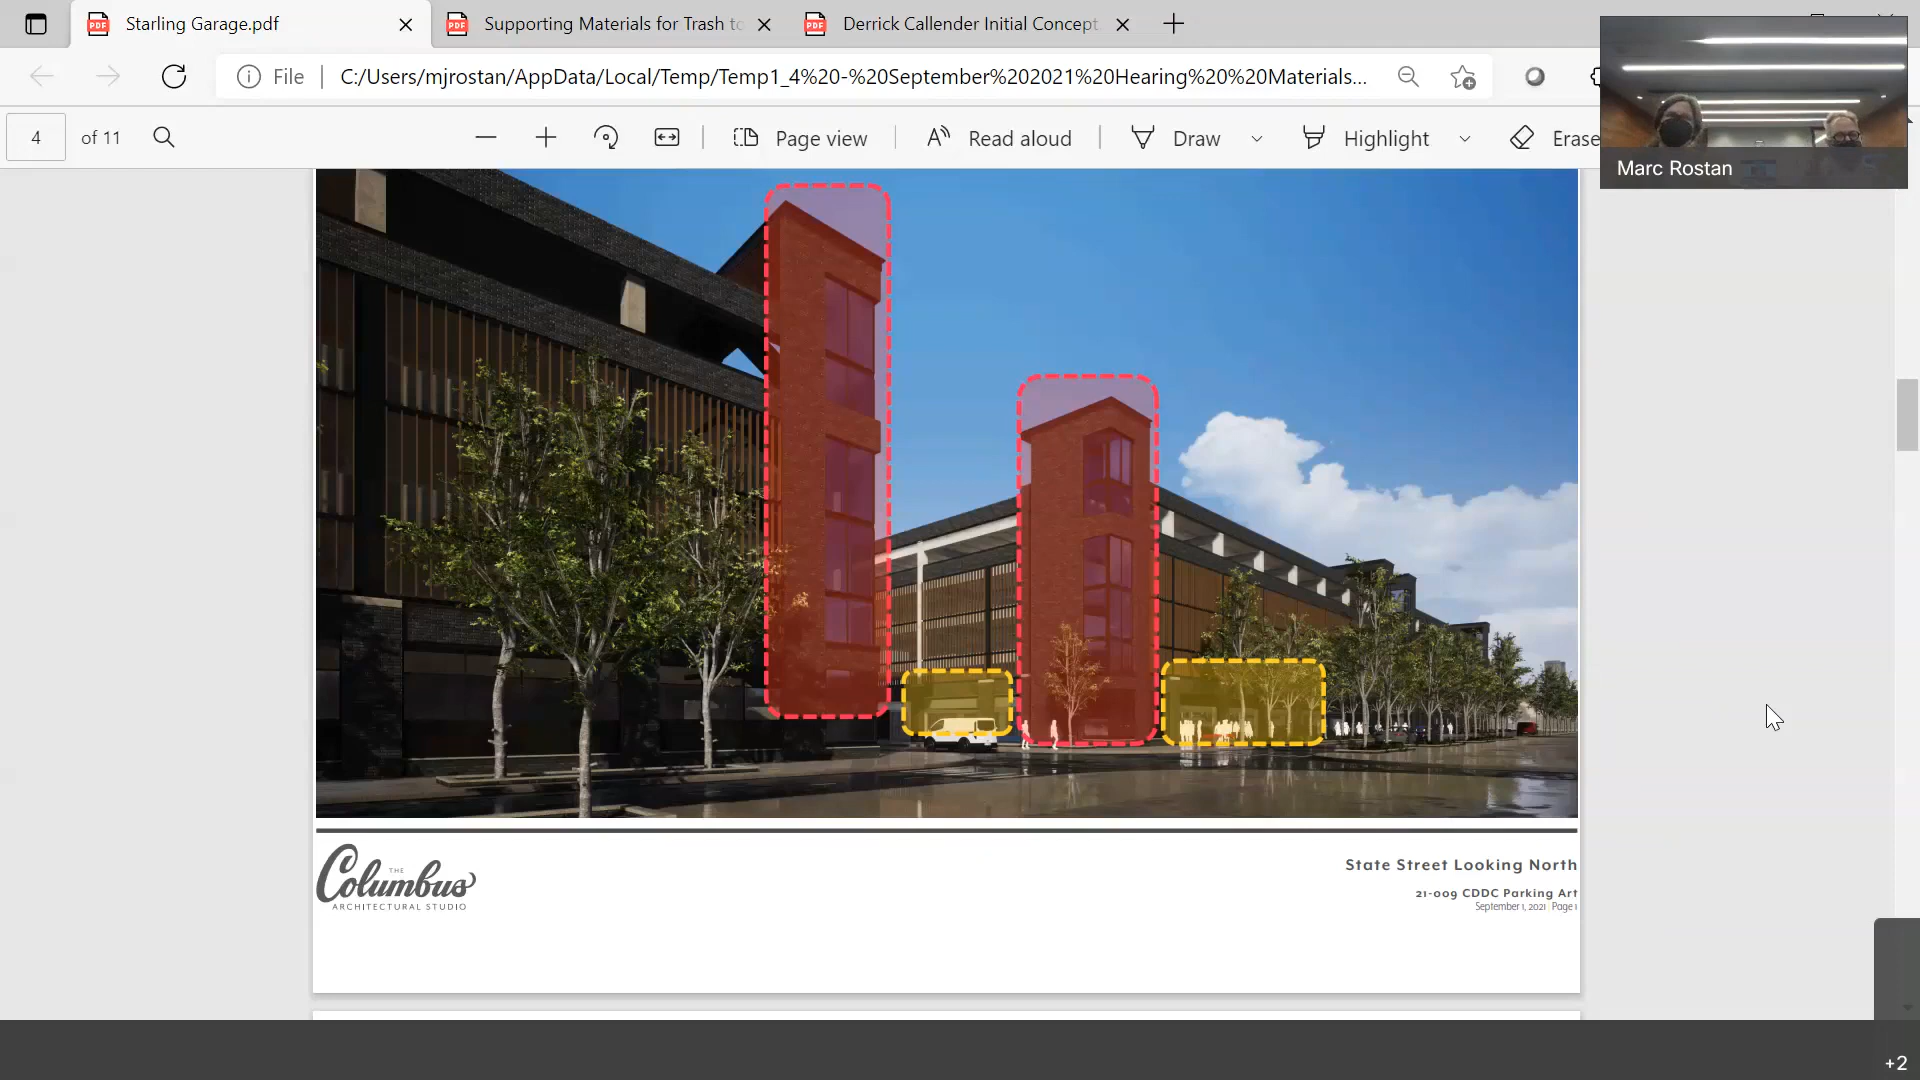 Starling Garage.pdf
Supporting Materials for Trash to
Derrick Callender Initial Concept
File
C:/Users/mjrostan/AppData/Local/Temp/Temp1_4%20-%20September%202021%20Hearing%20%20Materials...
4 of 11
Page view
Read aloud
Draw
Highlight
Erase
Marc Rostan
THE
Columbus
ARCHITECTURAL STUDIO
State Street Looking North
21-009 CDDC Parking Art
September 1, 2021 | Page 1
+2